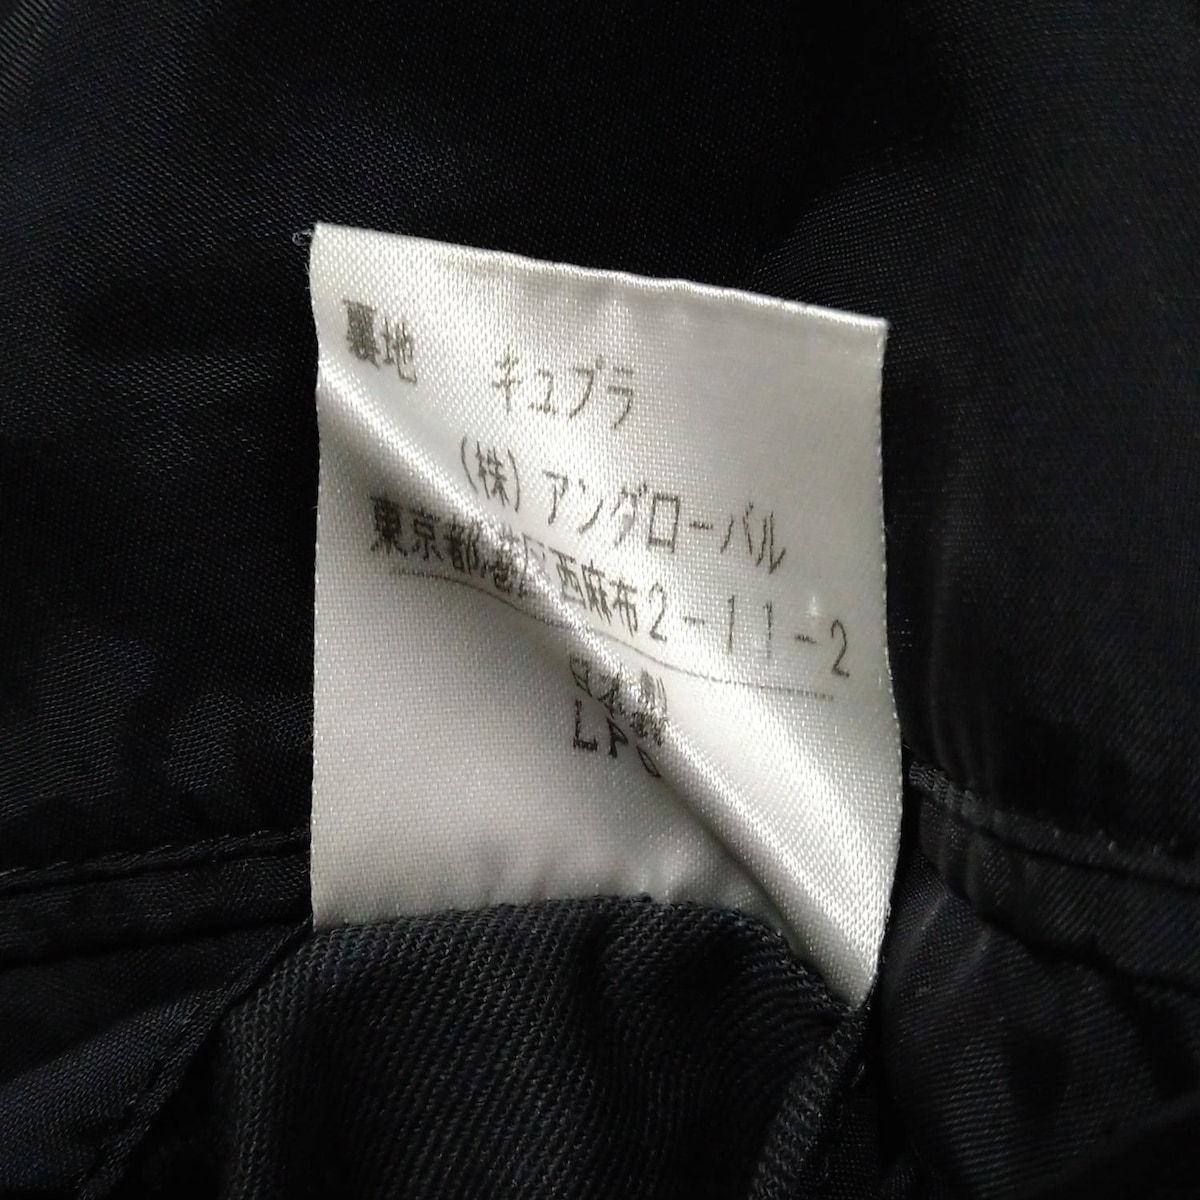 裏地 キュプラ
(株)アングローバル
東京都港区西麻布2-11-2
日本製
LP6